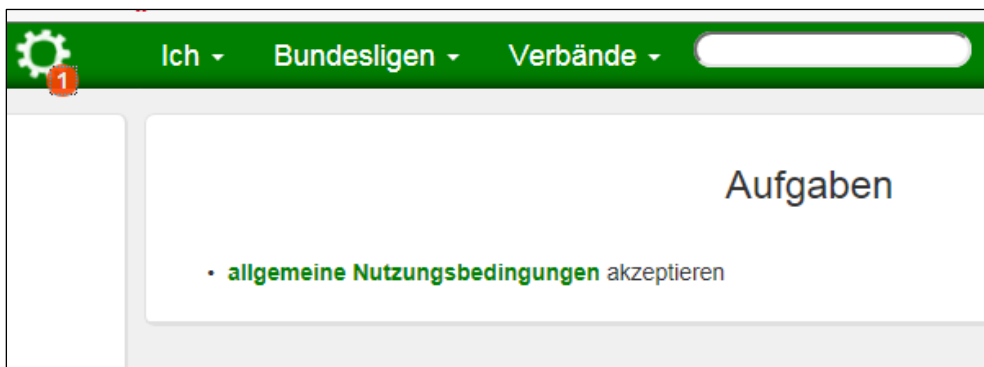 1
Ich Bundesligen Verbände
Aufgaben
• allgemeine Nutzungsbedingungen akzeptieren